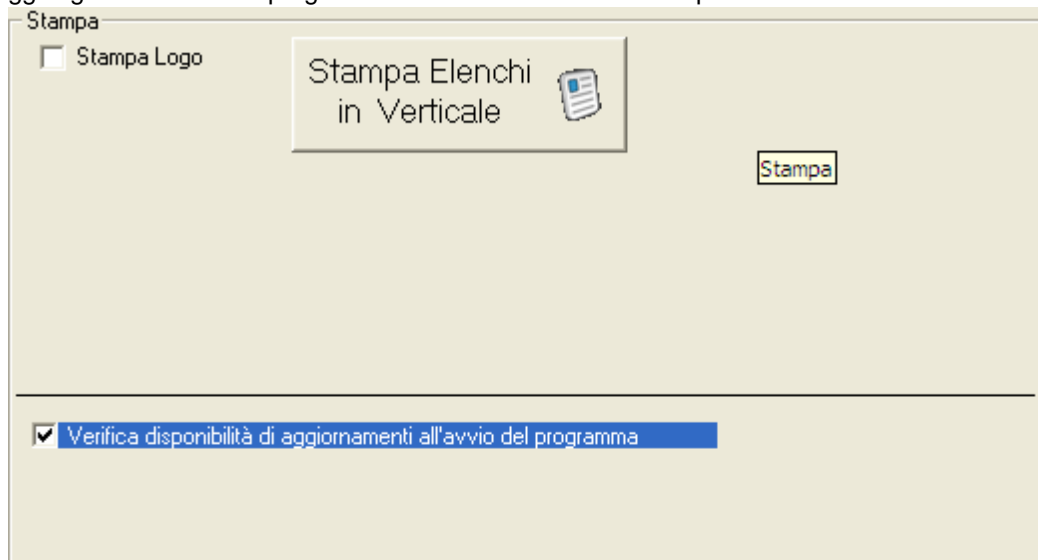 Stampa
Stampa Logo
Stampa Elenchi
in Verticale
Stampa
Verifica disponibilità di aggiornamenti all'avvio del programma